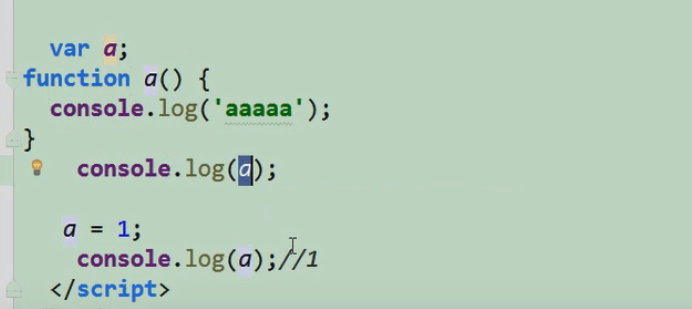 var a;
function a() {
console.log('aaaaa');
}
console.log(a);
a = 1;
console.log(a);//1
</script>